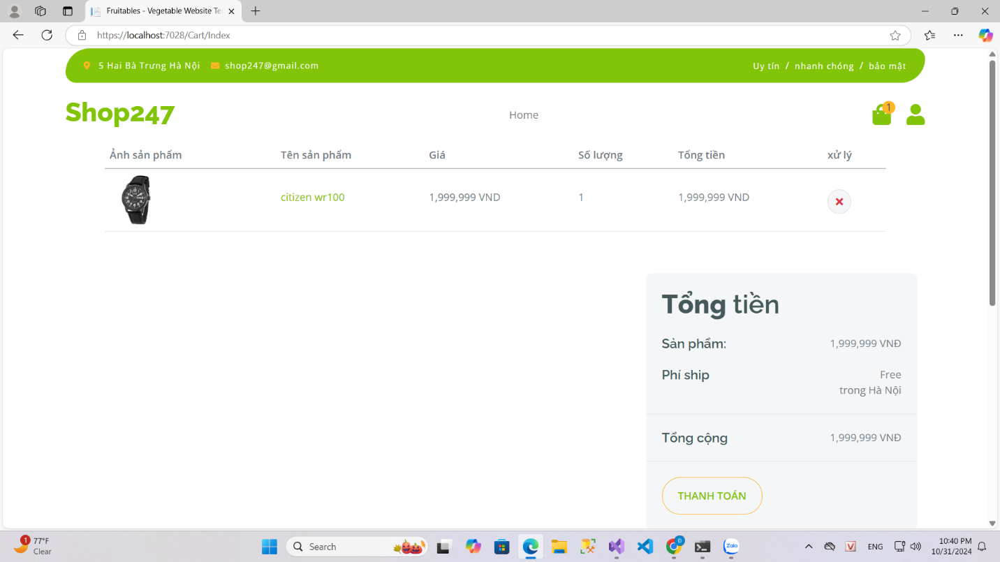 Fruitables - Vegetable Website Te
https://localhost:7028/Cart/Index
5 Hai Bà Trưng Hà Nội shop247@gmail.com Uy tín / nhanh chóng / bảo mật
Shop247 Home 1
Ảnh sản phẩm Tên sản phẩm Giá Số lượng Tổng tiền xử lý
citizen wr100 1,999,999 VND 1 1,999,999 VND
Tổng tiền
Sản phẩm: 1,999,999 VNĐ
Phí ship Free
trong Hà Nội
Tổng cộng 1,999,999 VNĐ
THANH TOÁN
1 77°F Search Đ Zalo V ENG 10:40 PM
Clear 10/31/2024